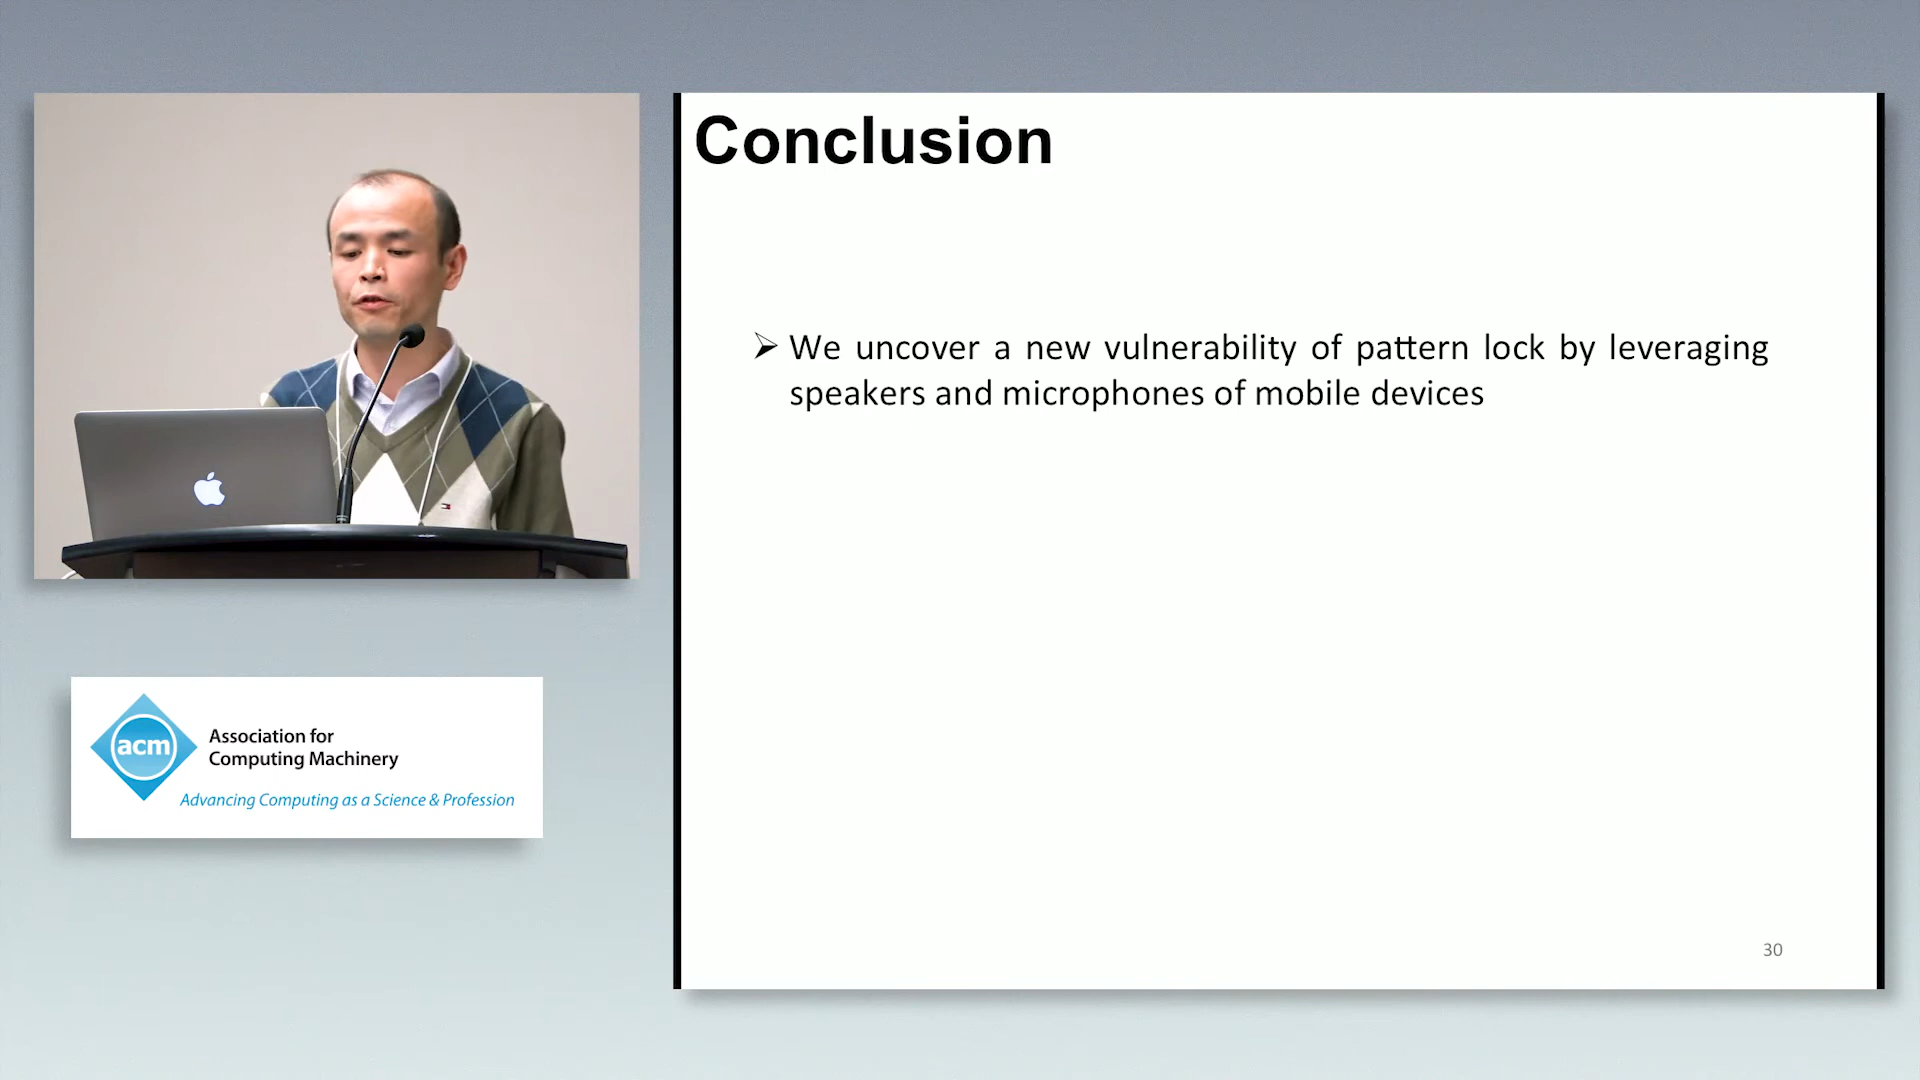 Conclusion
➢ We uncover a new vulnerability of pattern lock by leveraging
speakers and microphones of mobile devices
30
acm
Association for
Computing Machinery
Advancing Computing as a Science & Profession